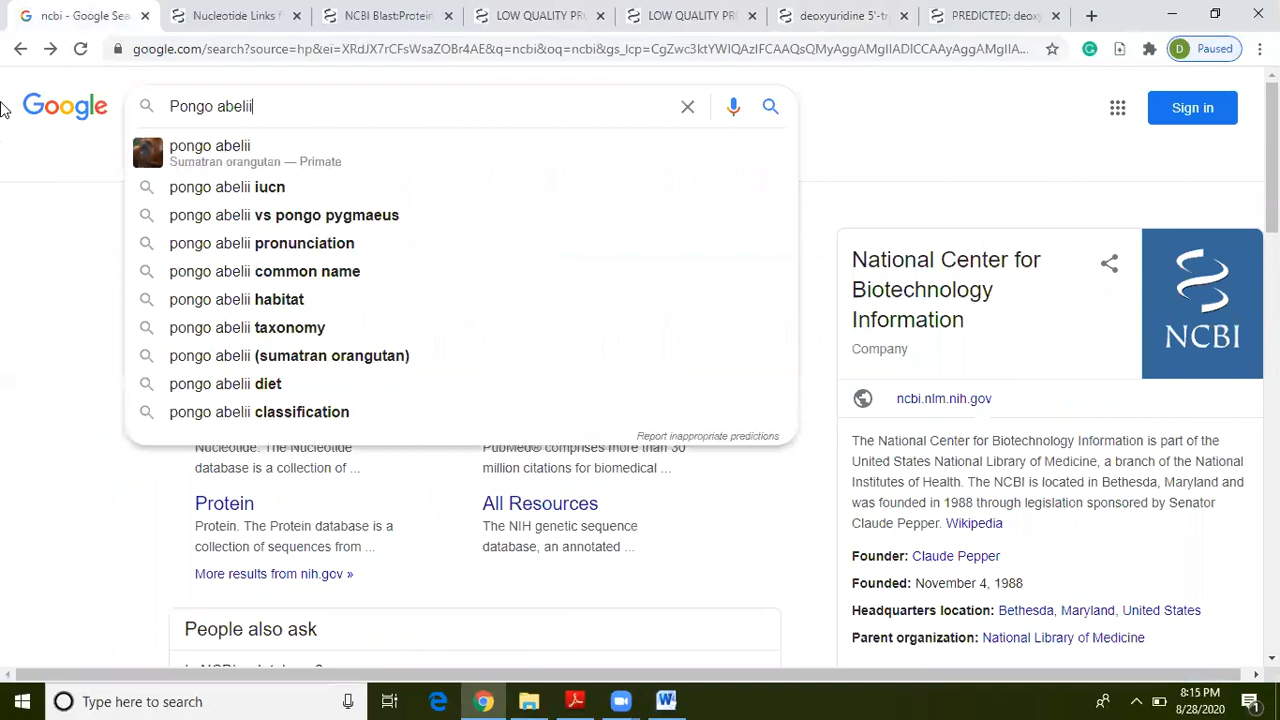 ncbi - Google Sea
Nucleotide Links f
NCBI Blast:Protein
LOW QUALITY PR
LOW QUALITY PR
deoxyuridine 5'-t
PREDICTED: deox
google.com/search?source=hp&ei=XRdJX7rCFsWsaZOBr4AE&q=ncbi&oq=ncbi&gs_lcp=CgZwc3ktYWIQAzIFCAAQsQMyAggAMgIIADICCAAyAggAMgIIADICCAAyAggAMgIIA...
D Paused
Google
Pongo abelii
Sign in
pongo abelii
Sumatran orangutan — Primate
pongo abelii iucn
pongo abelii vs pongo pygmaeus
pongo abelii pronunciation
pongo abelii common name
pongo abelii habitat
pongo abelii taxonomy
pongo abelii (sumatran orangutan)
pongo abelii diet
pongo abelii classification
Report inappropriate predictions
Nucleotide. The Nucleotide
database is a collection of ...
PubMed® comprises more than 30
million citations for biomedical ...
Protein
Protein. The Protein database is a
collection of sequences from ...
All Resources
The NIH genetic sequence
database, an annotated ...
More results from nih.gov »
People also ask
National Center for
Biotechnology
Information
Company
NCBI
ncbi.nlm.nih.gov
The National Center for Biotechnology Information is part of the
United States National Library of Medicine, a branch of the National
Institutes of Health. The NCBI is located in Bethesda, Maryland and
was founded in 1988 through legislation sponsored by Senator
Claude Pepper. Wikipedia
Founder: Claude Pepper
Founded: November 4, 1988
Headquarters location: Bethesda, Maryland, United States
Parent organization: National Library of Medicine
Type here to search
8:15 PM
8/28/2020
1